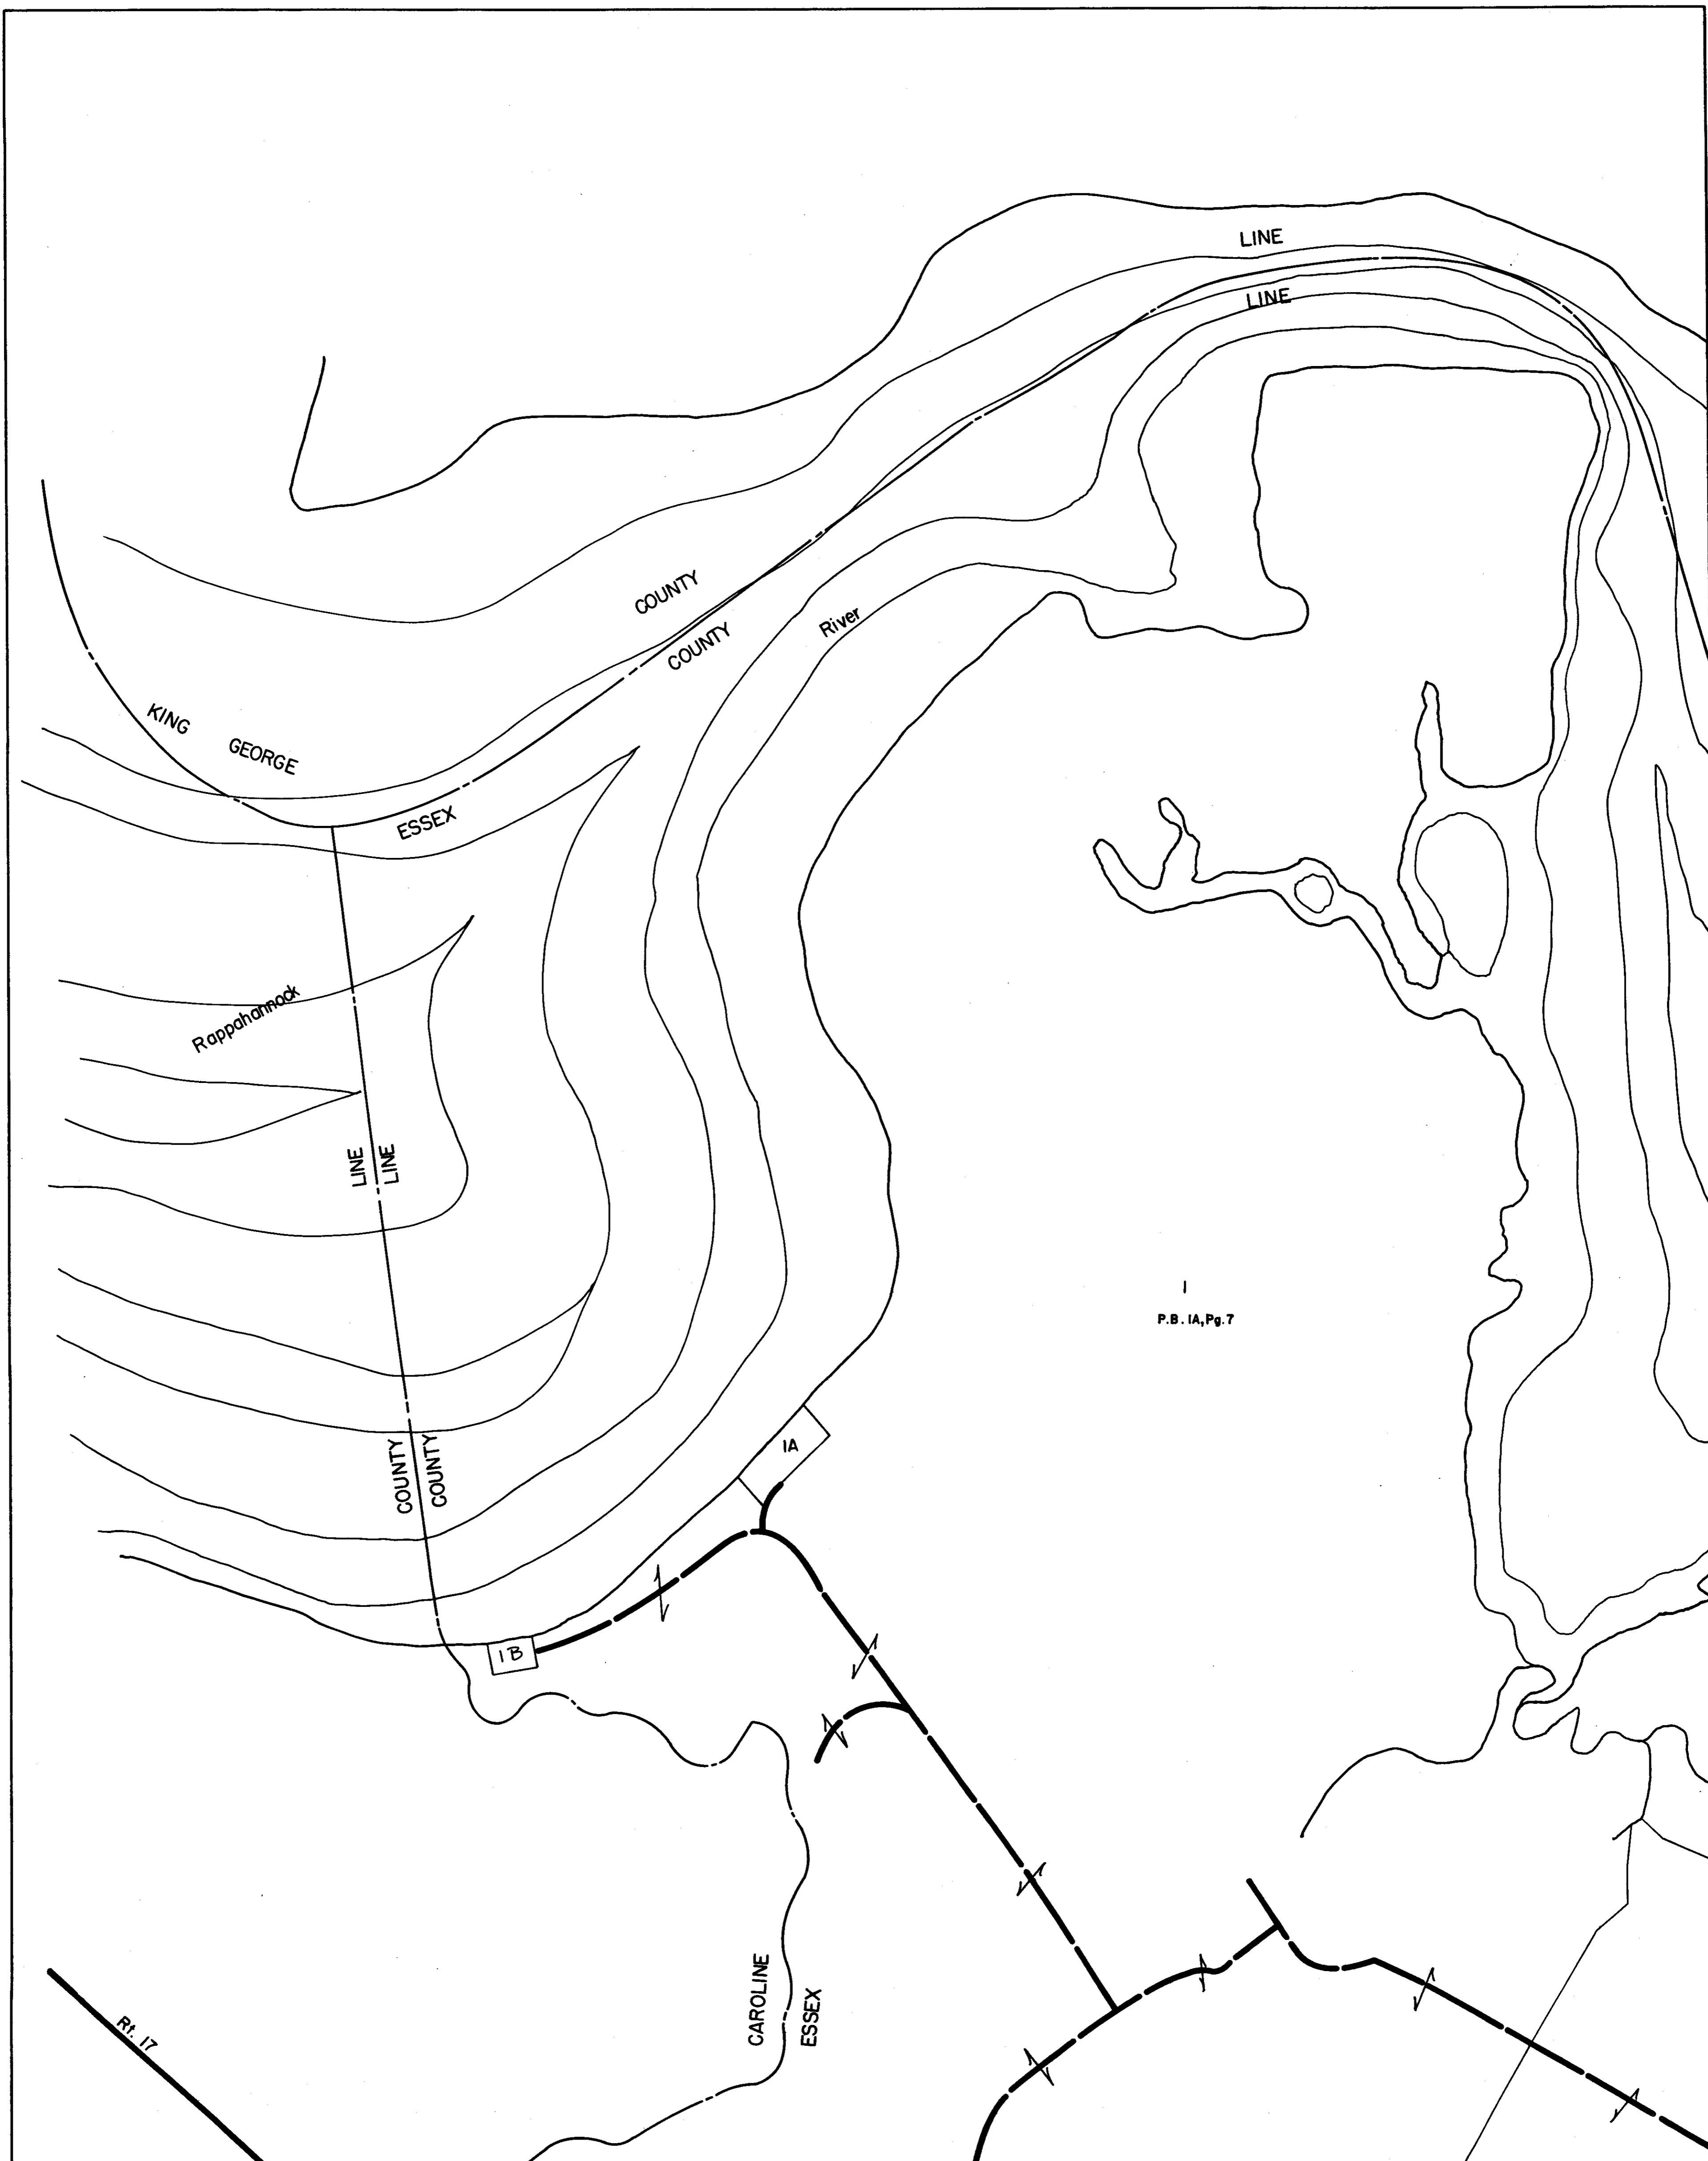 LINE
LINE
COUNTY
COUNTY
River
KING GEORGE
ESSEX
Rappahannock
LINE
LINE
1
P.B. 1A, Pg. 7
1A
COUNTY
COUNTY
1B
CAROLINE
ESSEX
Rt. 17